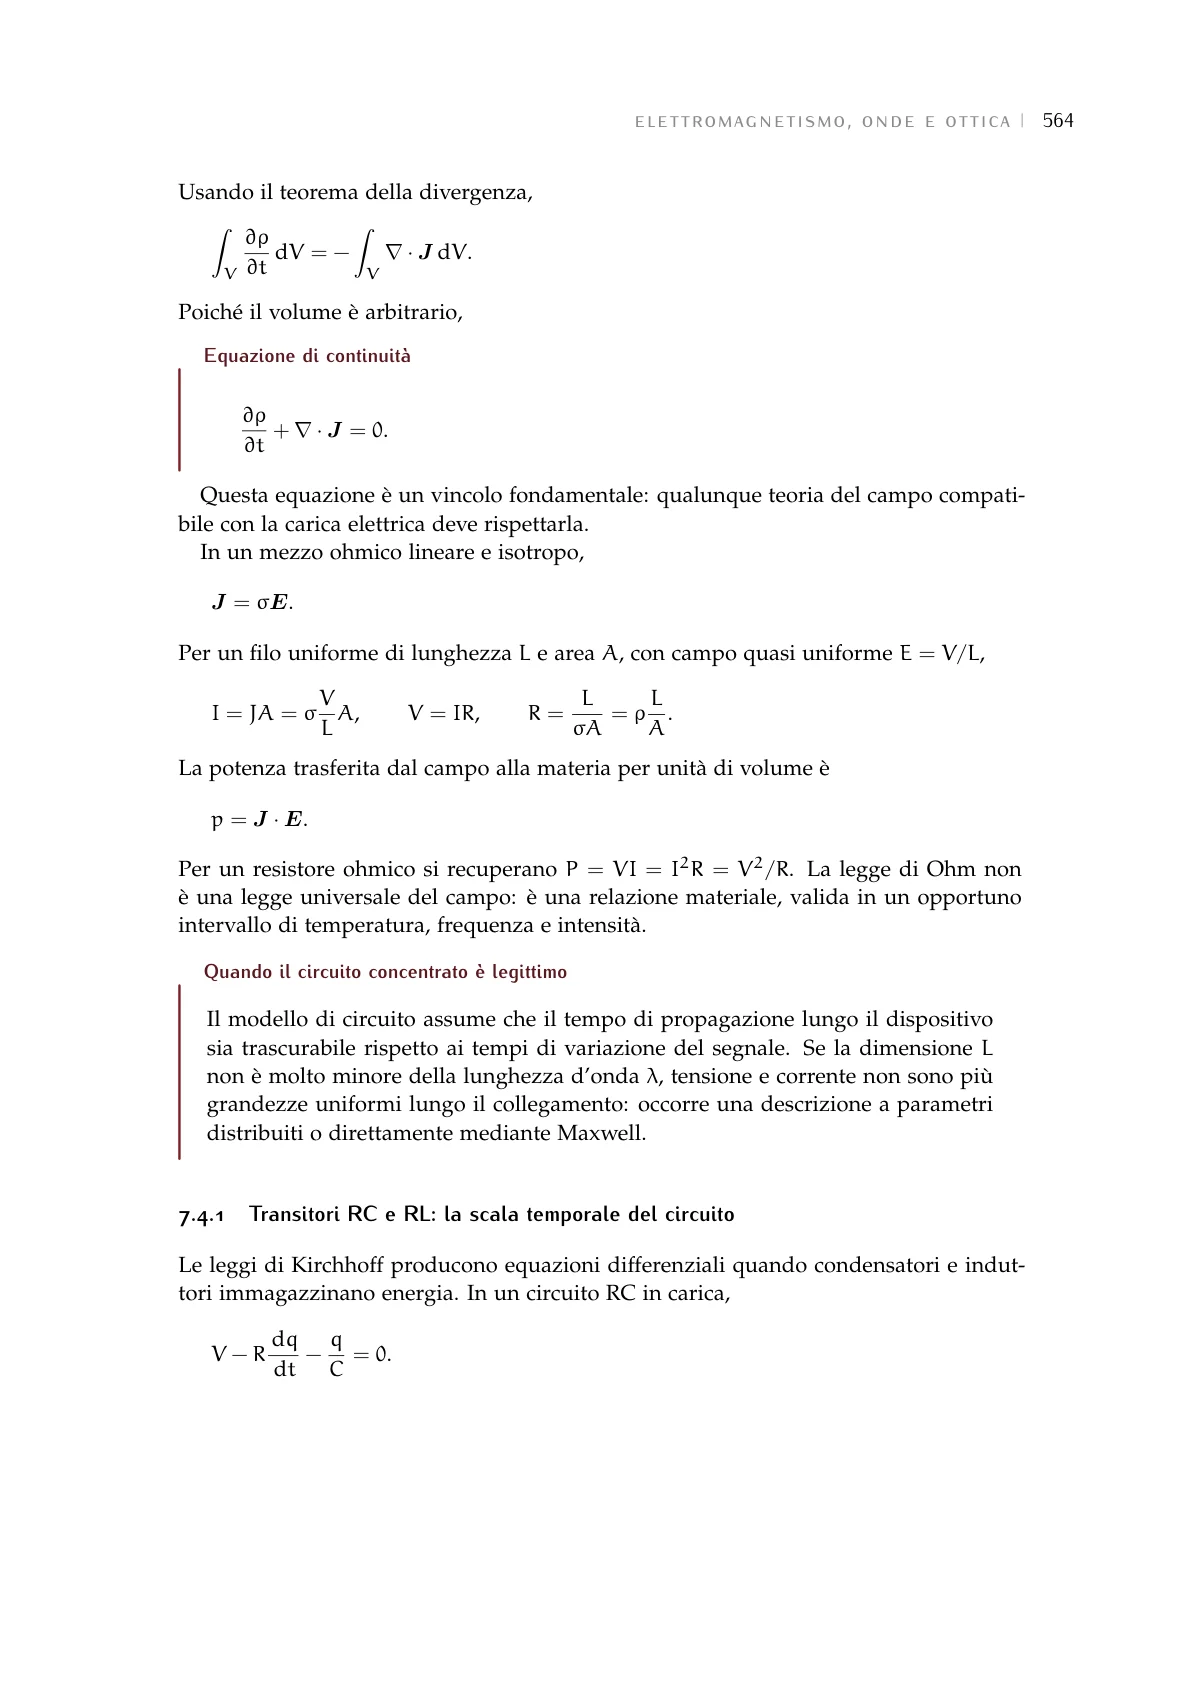 ELETTROMAGNETISMO, ONDE E OTTICA | 564
Usando il teorema della divergenza,
∫_V ∂ρ/∂t dV = − ∫_V ∇ · J dV.
Poiché il volume è arbitrario,
Equazione di continuità
∂ρ/∂t + ∇ · J = 0.
Questa equazione è un vincolo fondamentale: qualunque teoria del campo compati-
bile con la carica elettrica deve rispettarla.
In un mezzo ohmico lineare e isotropo,
J = σE.
Per un filo uniforme di lunghezza L e area A, con campo quasi uniforme E = V/L,
I = JA = σ V/L A, V = IR, R = L/σA = ρ L/A.
La potenza trasferita dal campo alla materia per unità di volume è
p = J · E.
Per un resistore ohmico si recuperano P = VI = I²R = V²/R. La legge di Ohm non
è una legge universale del campo: è una relazione materiale, valida in un opportuno
intervallo di temperatura, frequenza e intensità.
Quando il circuito concentrato è legittimo
Il modello di circuito assume che il tempo di propagazione lungo il dispositivo
sia trascurabile rispetto ai tempi di variazione del segnale. Se la dimensione L
non è molto minore della lunghezza d’onda λ, tensione e corrente non sono più
grandezze uniformi lungo il collegamento: occorre una descrizione a parametri
distribuiti o direttamente mediante Maxwell.
7.4.1 Transitori RC e RL: la scala temporale del circuito
Le leggi di Kirchhoff producono equazioni differenziali quando condensatori e indut-
tori immagazzinano energia. In un circuito RC in carica,
V − R dq/dt − q/C = 0.